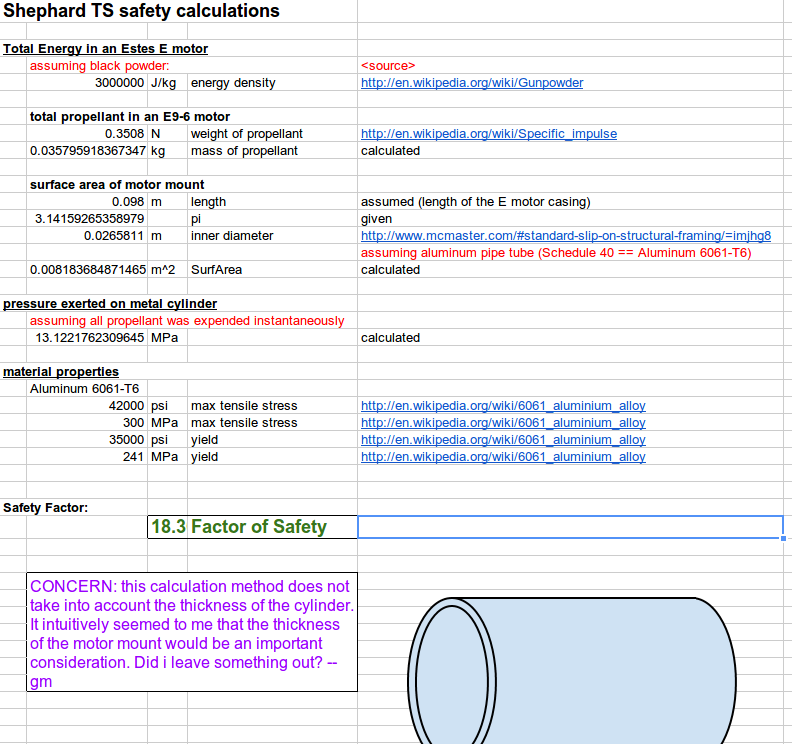 Shephard TS safety calculations
Total Energy in an Estes E motor
assuming black powder: <source>
3000000 J/kg energy density http://en.wikipedia.org/wiki/Gunpowder
total propellant in an E9-6 motor
0.3508 N weight of propellant http://en.wikipedia.org/wiki/Specific_impulse
0.035795918367347 kg mass of propellant calculated
surface area of motor mount
0.098 m length assumed (length of the E motor casing)
3.14159265358979 pi given
0.0265811 m inner diameter http://www.mcmaster.com/#standard-slip-on-structural-framing/=imjhg8
assuming aluminum pipe tube (Schedule 40 == Aluminum 6061-T6)
0.008183684871465 m^2 SurfArea calculated
pressure exerted on metal cylinder
assuming all propellant was expended instantaneously
13.1221762309645 MPa calculated
material properties
Aluminum 6061-T6
42000 psi max tensile stress http://en.wikipedia.org/wiki/6061_aluminium_alloy
300 MPa max tensile stress http://en.wikipedia.org/wiki/6061_aluminium_alloy
35000 psi yield http://en.wikipedia.org/wiki/6061_aluminium_alloy
241 MPa yield http://en.wikipedia.org/wiki/6061_aluminium_alloy
Safety Factor:
18.3 Factor of Safety
CONCERN: this calculation method does not
take into account the thickness of the cylinder.
It intuitively seemed to me that the thickness
of the motor mount would be an important
consideration. Did i leave something out? --
gm